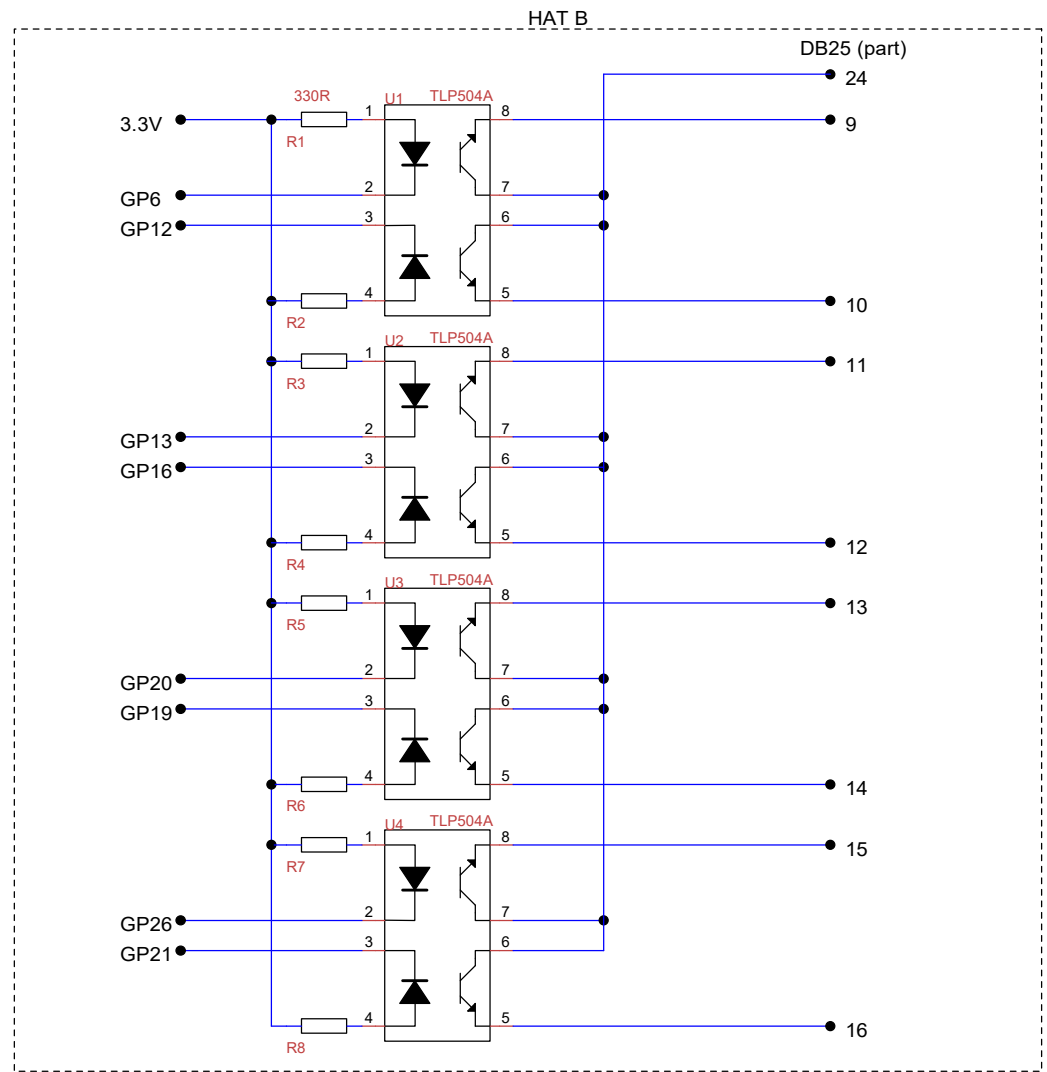 HAT B
DB25 (part)
24
330R
U1
TLP504A
3.3V
R1
1
8
9
GP6
2
7
GP12
3
6
R2
4
5
10
U2
TLP504A
R3
1
8
11
GP13
2
7
GP16
3
6
R4
4
5
12
U3
TLP504A
R5
1
8
13
GP20
2
7
GP19
3
6
R6
4
5
14
U4
TLP504A
R7
1
8
15
GP26
2
7
GP21
3
6
R8
4
5
16